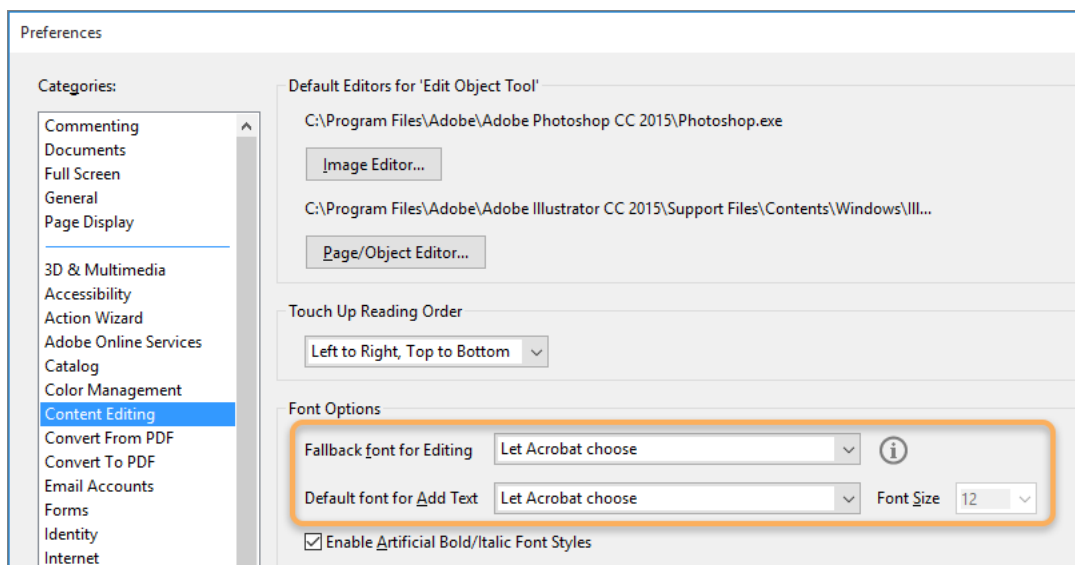 Preferences
Categories:
Commenting
Documents
Full Screen
General
Page Display
3D & Multimedia
Accessibility
Action Wizard
Adobe Online Services
Catalog
Color Management
Content Editing
Convert From PDF
Convert To PDF
Email Accounts
Forms
Identity
Internet
Default Editors for 'Edit Object Tool'
C:\Program Files\Adobe\Adobe Photoshop CC 2015\Photoshop.exe
Image Editor...
C:\Program Files\Adobe\Adobe Illustrator CC 2015\Support Files\Contents\Windows\Ill...
Page/Object Editor...
Touch Up Reading Order
Left to Right, Top to Bottom
Font Options
Fallback font for Editing Let Acrobat choose
Default font for Add Text Let Acrobat choose Font Size 12
Enable Artificial Bold/Italic Font Styles